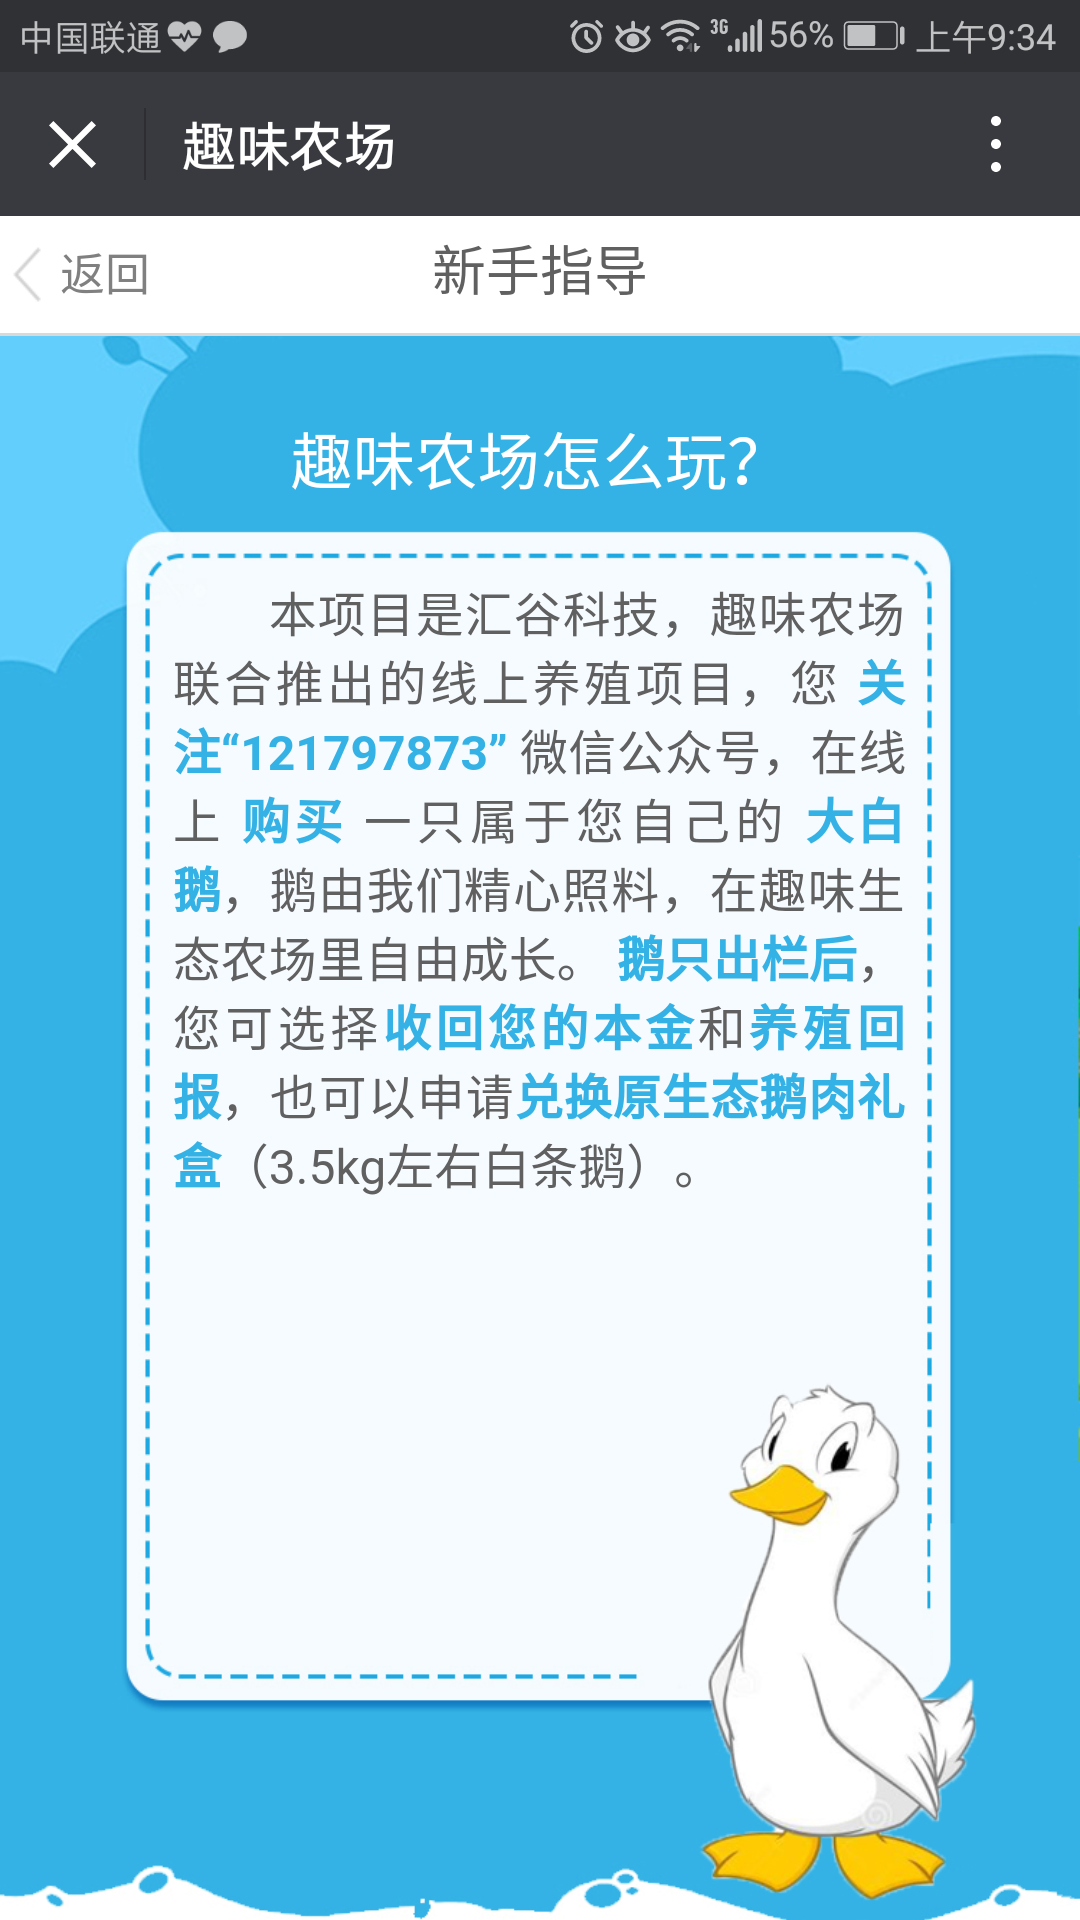 中国联通 3G 56% 上午9:34
趣味农场
返回 新手指导
趣味农场怎么玩？
本项目是汇谷科技，趣味农场
联合推出的线上养殖项目，您 关
注“121797873” 微信公众号，在线
上 购买 一只属于您自己的 大白
鹅，鹅由我们精心照料，在趣味生
态农场里自由成长。 鹅只出栏后，
您可选择收回您的本金和养殖回
报，也可以申请兑换原生态鹅肉礼
盒（3.5kg左右白条鹅）。